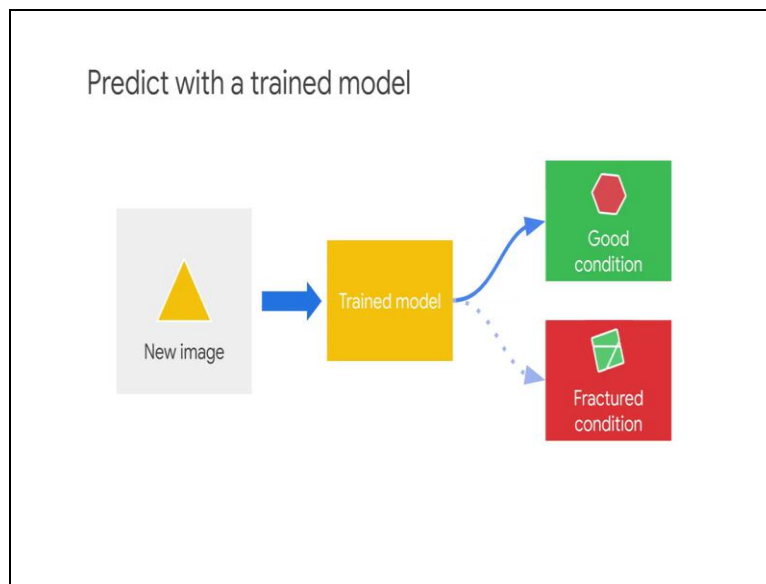 Predict with a trained model
New image
Trained model
Good
condition
Fractured
condition